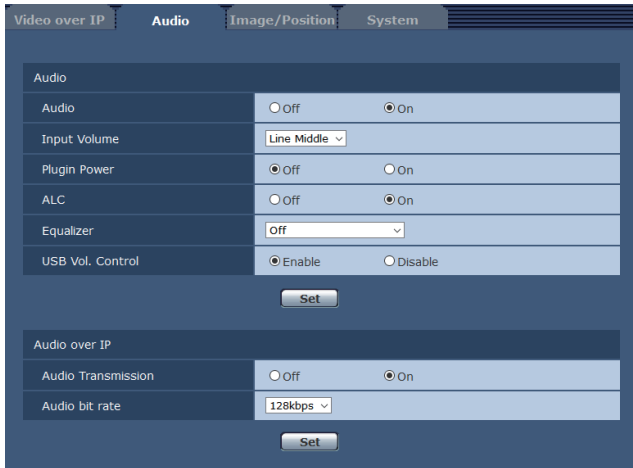 Video over IP Audio Image/Position System
Audio
Audio Off On
Input Volume Line Middle
Plugin Power Off On
ALC Off On
Equalizer Off
USB Vol. Control Enable Disable
Set
Audio over IP
Audio Transmission Off On
Audio bit rate 128kbps
Set